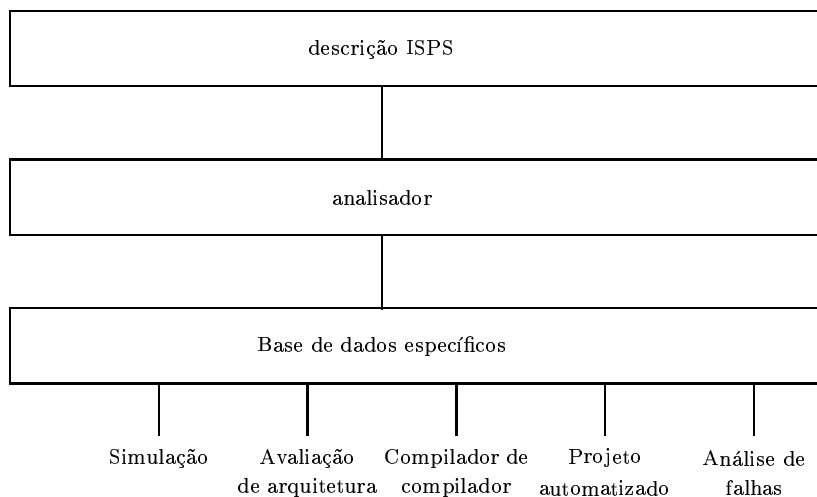 descrição ISPS
analisador
Base de dados específicos
Simulação
Avaliação
de arquitetura
Compilador de
compilador
Projeto
automatizado
Análise de
falhas